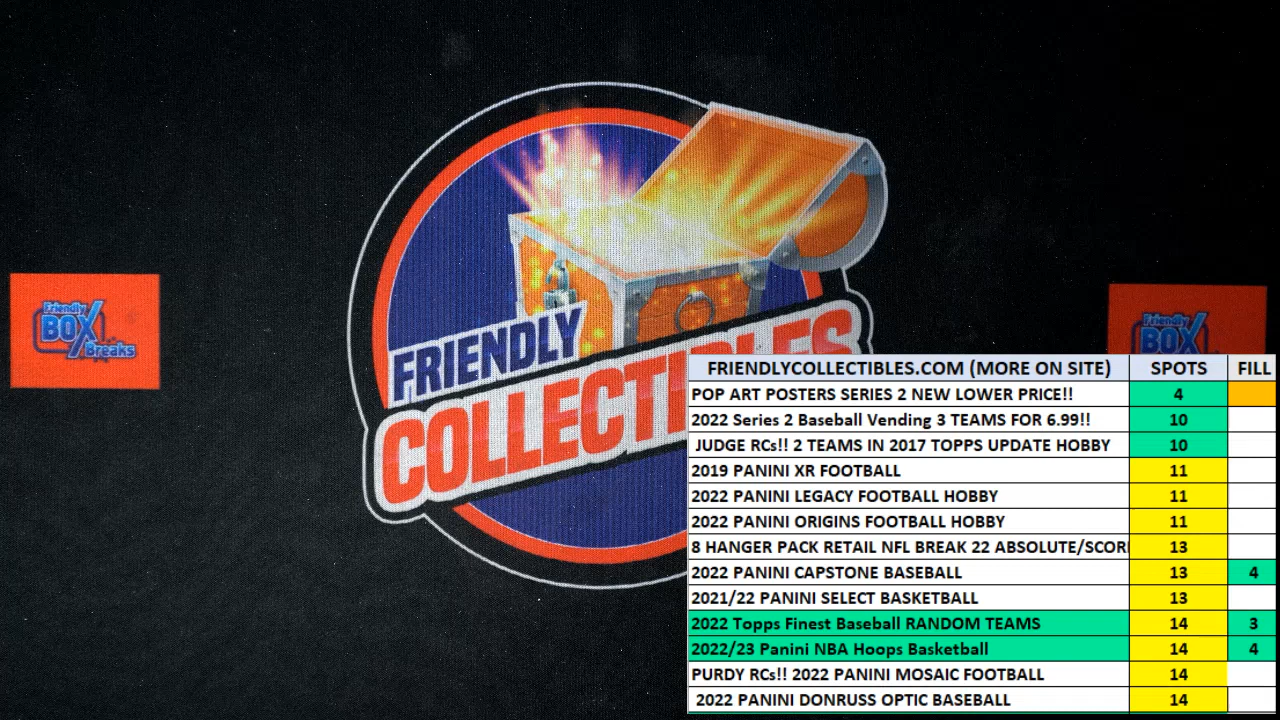 Friendly
BOX
Breaks
FRIENDLY
COLLECTIBLES
Friendly
BOX
FRIENDLYCOLLECTIBLES.COM (MORE ON SITE) SPOTS FILL
POP ART POSTERS SERIES 2 NEW LOWER PRICE!! 4
2022 Series 2 Baseball Vending 3 TEAMS FOR 6.99!! 10
JUDGE RCs!! 2 TEAMS IN 2017 TOPPS UPDATE HOBBY 10
2019 PANINI XR FOOTBALL 11
2022 PANINI LEGACY FOOTBALL HOBBY 11
2022 PANINI ORIGINS FOOTBALL HOBBY 11
8 HANGER PACK RETAIL NFL BREAK 22 ABSOLUTE/SCORE 13
2022 PANINI CAPSTONE BASEBALL 13 4
2021/22 PANINI SELECT BASKETBALL 13
2022 Topps Finest Baseball RANDOM TEAMS 14 3
2022/23 Panini NBA Hoops Basketball 14 4
PURDY RCs!! 2022 PANINI MOSAIC FOOTBALL 14
2022 PANINI DONRUSS OPTIC BASEBALL 14